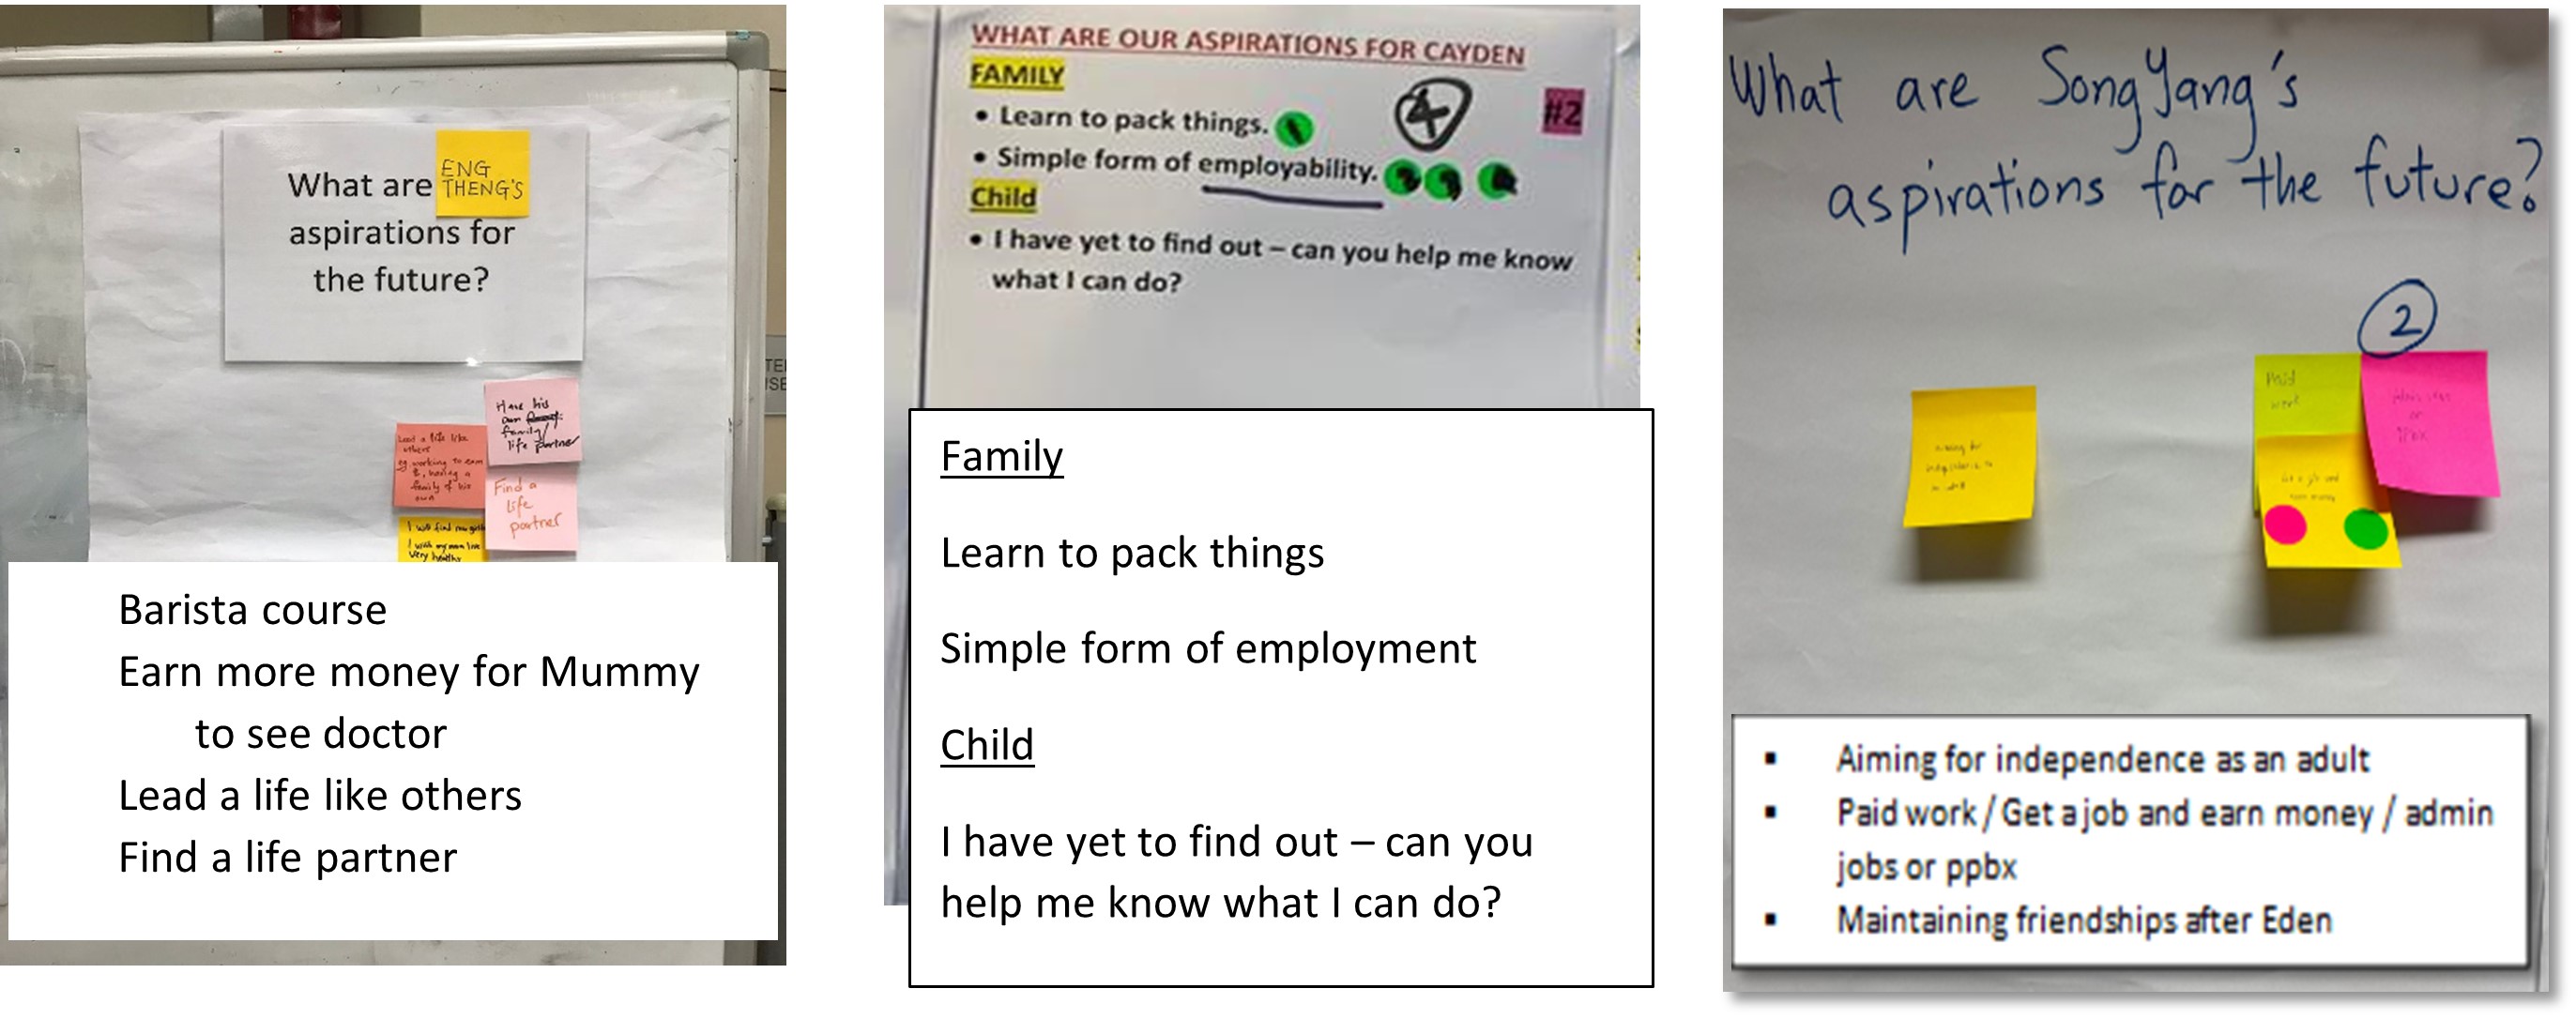 What are ENG THENG'S
aspirations for
the future?
Have his
own
family/
life partner
Lead a life like
others
eg working to earn
$, having a
family of his
own
Find a
life
partner
I will find my
I wish my mom live
very healthy
Barista course
Earn more money for Mummy
to see doctor
Lead a life like others
Find a life partner
WHAT ARE OUR ASPIRATIONS FOR CAYDEN
FAMILY
• Learn to pack things.
4
#2
• Simple form of employability.
Child
• I have yet to find out – can you help me know
what I can do?
Family
Learn to pack things
Simple form of employment
Child
I have yet to find out – can you
help me know what I can do?
What are SongYang's
aspirations for the future?
2
Paid
work
Get a job and
earn money
▪ Aiming for independence as an adult
▪ Paid work / Get a job and earn money / admin
jobs or ppbx
▪ Maintaining friendships after Eden